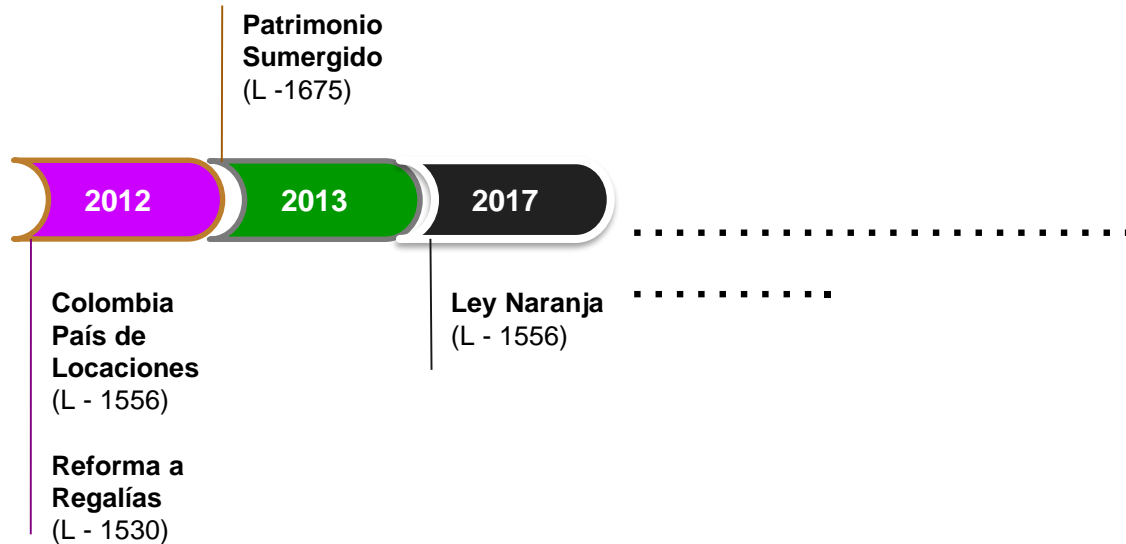 Patrimonio
Sumergido
(L -1675)
2012
2013
2017
Colombia
País de
Locaciones
(L - 1556)
Reforma a
Regalías
(L - 1530)
Ley Naranja
(L - 1556)